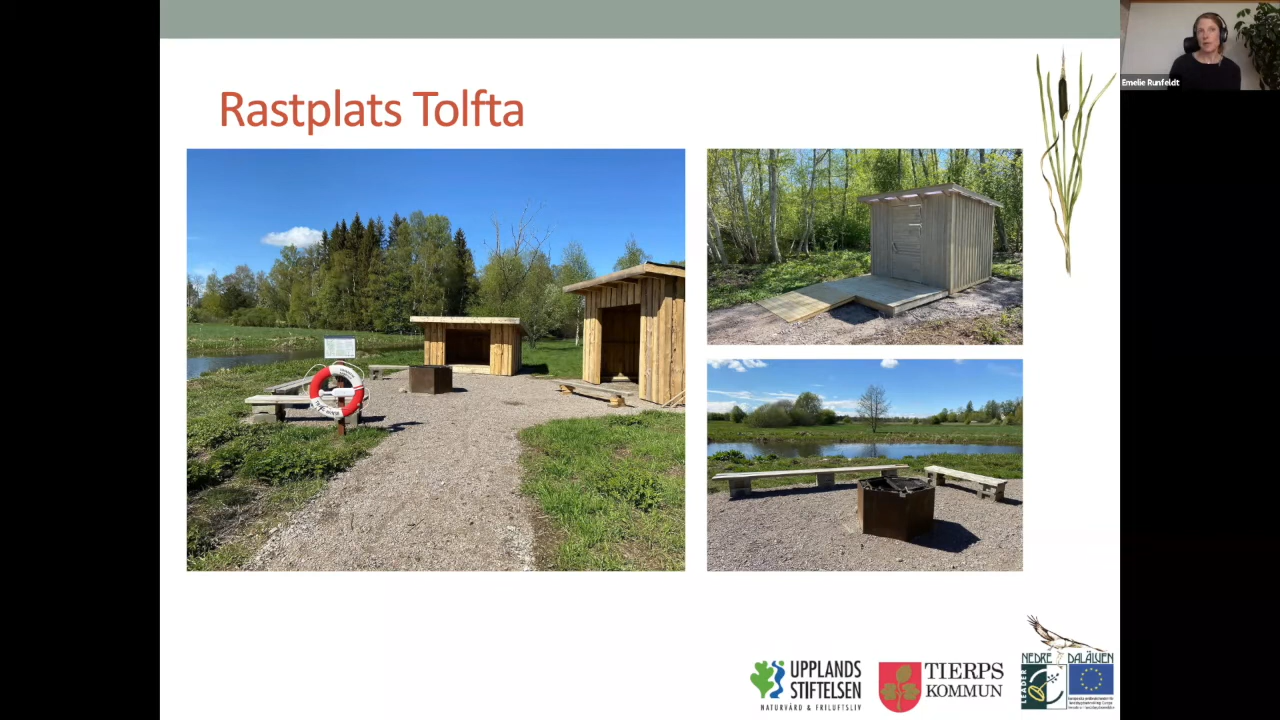 Rastplats Tolfta
Emelie Runfeldt
UPPLANDS
STIFTELSEN
NATURVÅRD & FRILUFTSLIV
TIERPS
KOMMUN
NEDRE DALÄLVEN
LEADER